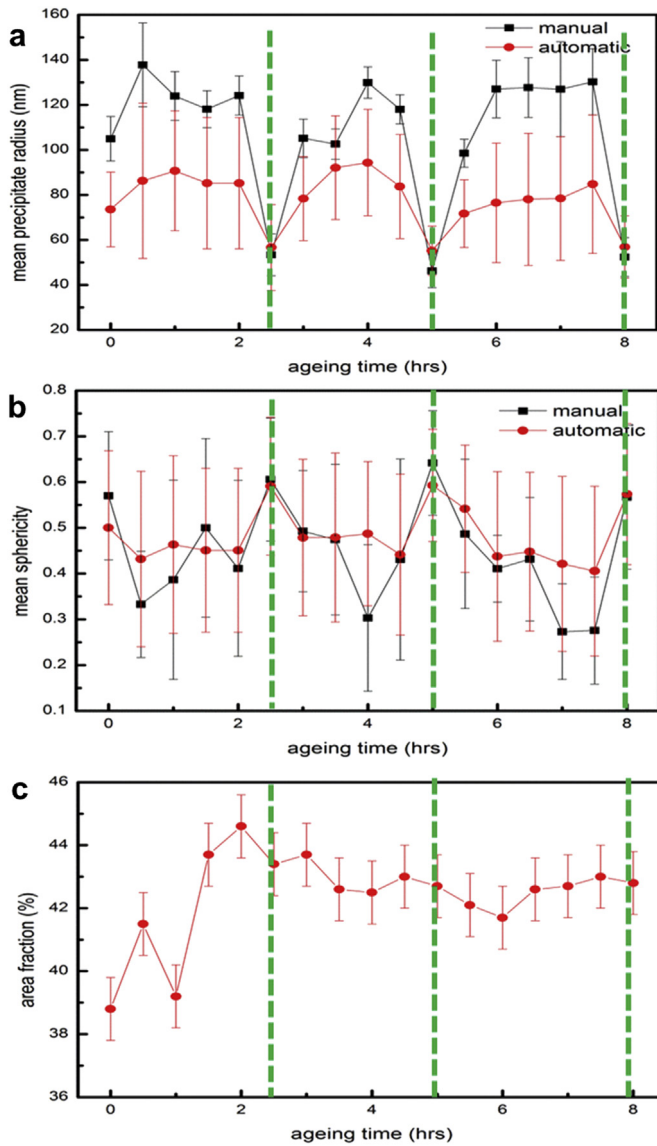 a
160
140
120
100
80
60
40
20
mean precipitate radius (nm)
manual
automatic
0 2 4 6 8
ageing time (hrs)
b
0.8
0.7
0.6
0.5
0.4
0.3
0.2
0.1
mean sphericity
manual
automatic
0 2 4 6 8
ageing time (hrs)
c
46
44
42
40
38
36
area fraction (%)
0 2 4 6 8
ageing time (hrs)